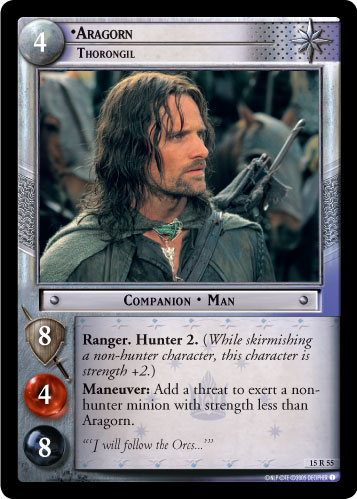 4
•Aragorn
Thorongil
Companion • Man
8
4
8
Ranger. Hunter 2. (While skirmishing
a non-hunter character, this character is
strength +2.)
Maneuver: Add a threat to exert a non-
hunter minion with strength less than
Aragorn.
“‘I will follow the Orcs...’”
15 R 55